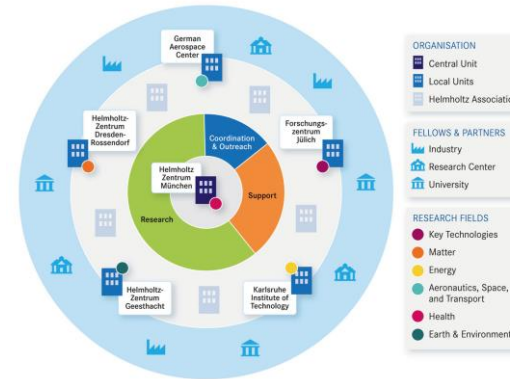 German
Aerospace
Center
Helmholtz-
Zentrum
Dresden-
Rossendorf
Forschungs-
zentrum
Jülich
Coordination
& Outreach
Helmholtz
Zentrum
München
Research
Support
Helmholtz-
Zentrum
Geesthacht
Karlsruhe
Institute of
Technology
ORGANISATION
Central Unit
Local Units
Helmholtz Associatio
FELLOWS & PARTNERS
Industry
Research Center
University
RESEARCH FIELDS
Key Technologies
Matter
Energy
Aeronautics, Space,
and Transport
Health
Earth & Environment